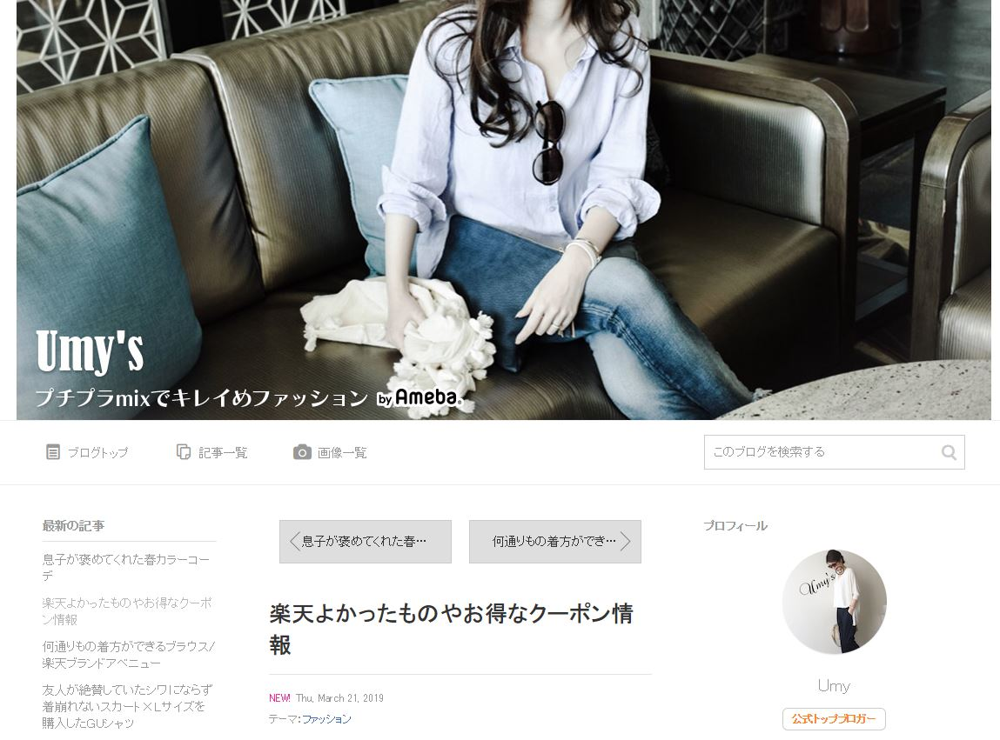 Umy's
プチプラmixでキレイめファッション by Ameba.
ブログトップ
記事一覧
画像一覧
このブログを検索する
最新の記事
息子が褒めてくれた春カラーコー
デ
楽天よかったものやお得なクーポ
ン情報
何通りもの着方ができるブラウス/
楽天ブランドアベニュー
友人が絶賛していたシワにならず
着崩れないスカート×Lサイズを
購入したGUシャツ
息子が褒めてくれた春…
何通りもの着方ができ…
楽天よかったものやお得なクーポン情
報
NEW! Thu, March 21, 2019
テーマ：ファッション
プロフィール
Umy's
Umy
公式トップブロガー